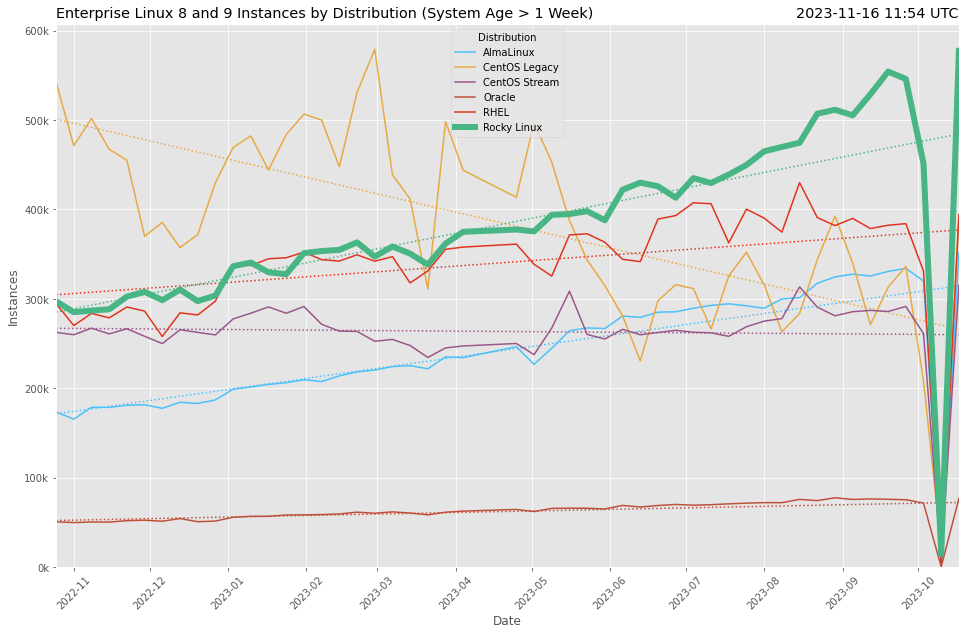 Enterprise Linux 8 and 9 Instances by Distribution (System Age > 1 Week)
2023-11-16 11:54 UTC
Distribution
AlmaLinux
CentOS Legacy
CentOS Stream
Oracle
RHEL
Rocky Linux
600k
500k
400k
300k
200k
100k
0k
Instances
2022-11
2022-12
2023-01
2023-02
2023-03
2023-04
2023-05
2023-06
2023-07
2023-08
2023-09
2023-10
Date